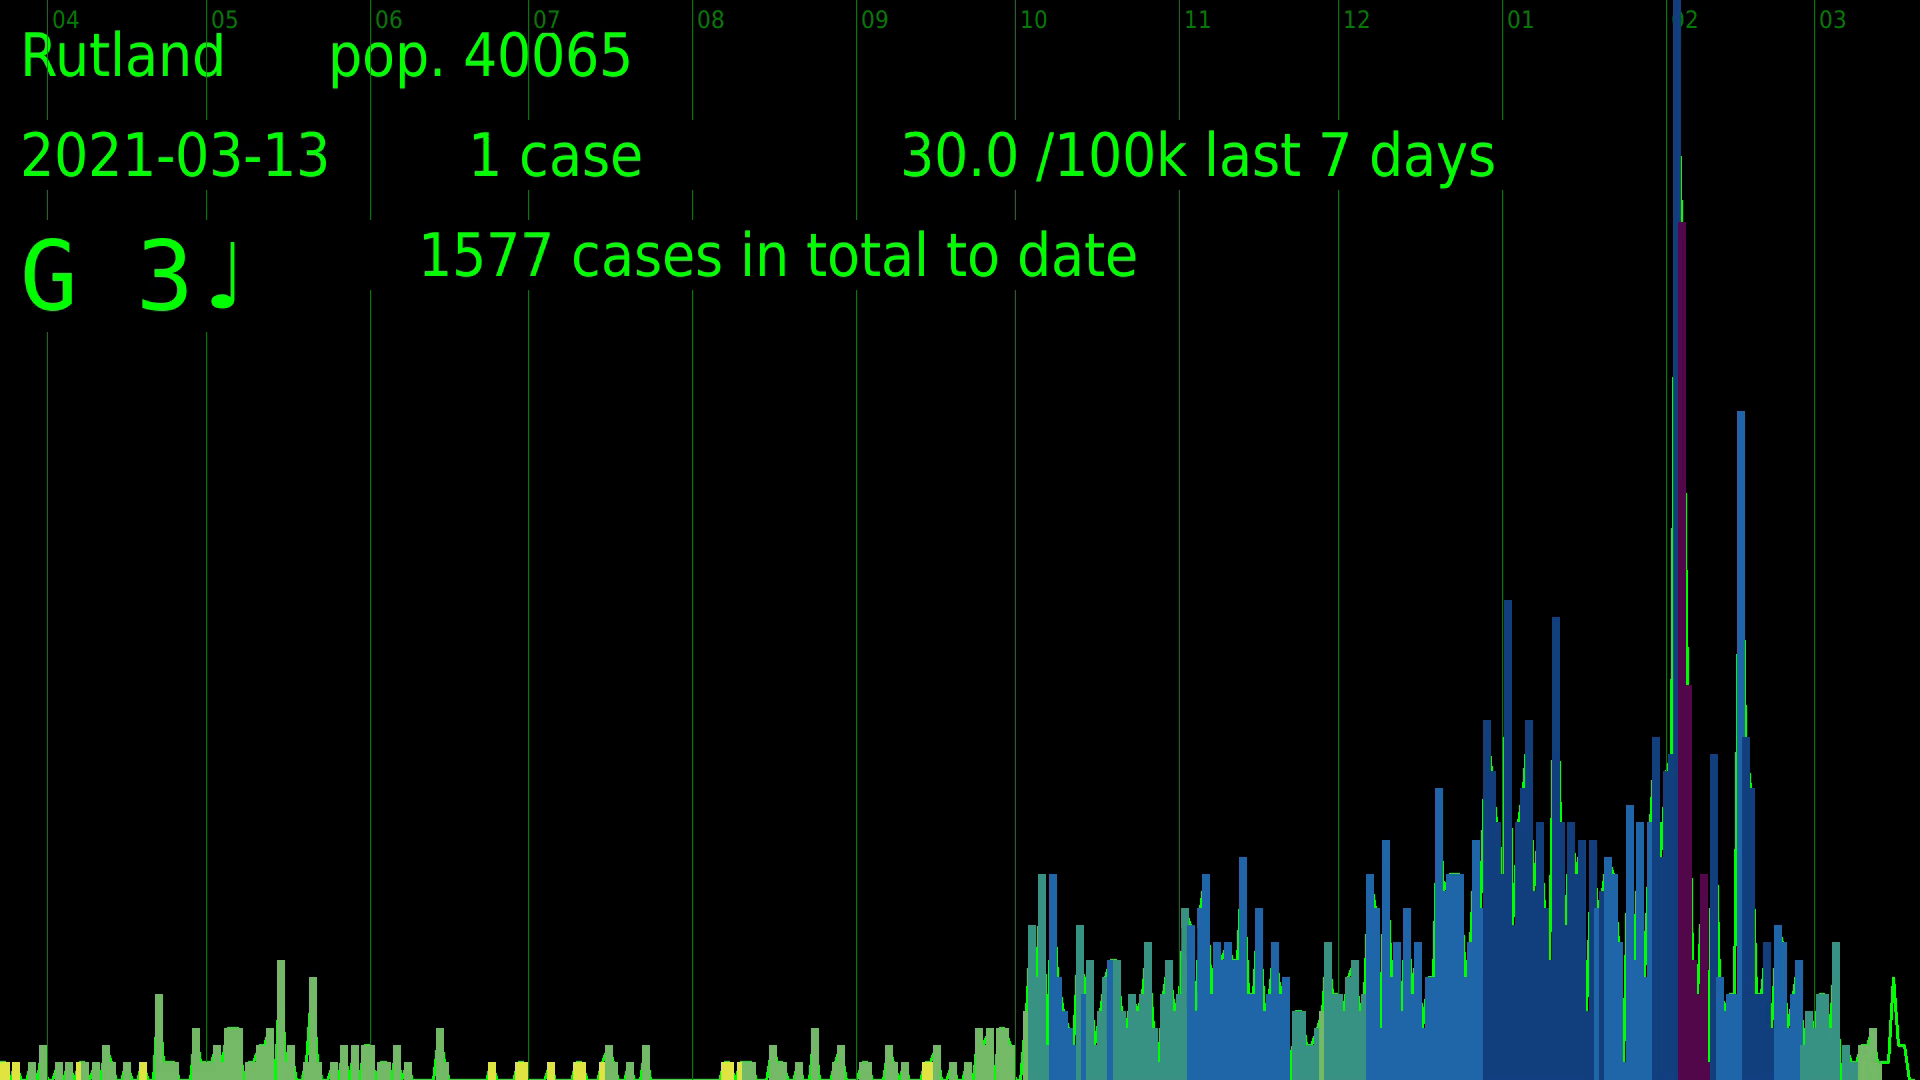 04 05 06 07 08 09 10 11 12 01 02 03
Rutland pop. 40065
2021-03-13 1 case 30.0 /100k last 7 days
G 3♩ 1577 cases in total to date